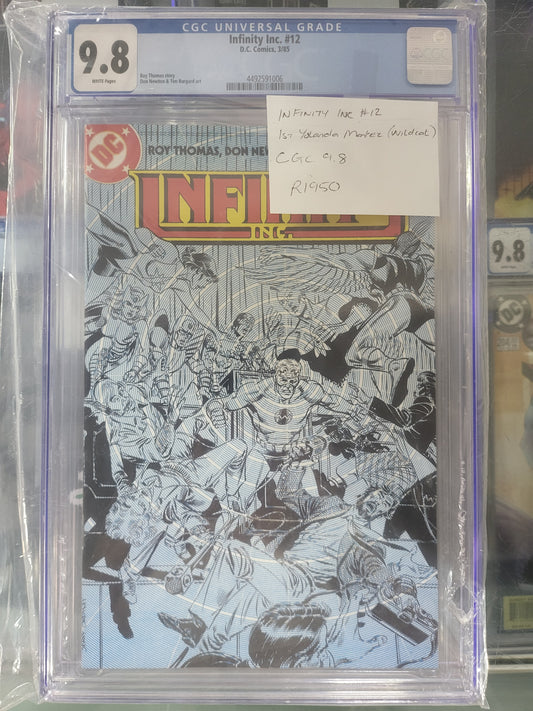 CGC UNIVERSAL GRADE
9.8
WHITE Pages
Infinity Inc. #12
D.C. Comics, 3/85
Roy Thomas story
Don Newton & Tom Burgard art
4492591006
CGC
INFINITY INC #12
1ST Yolanda Montez (Wildcat)
CGC 9.8
R1950
DC
ROY THOMAS, DON NEW
INFINI
INC.
9.8
DC